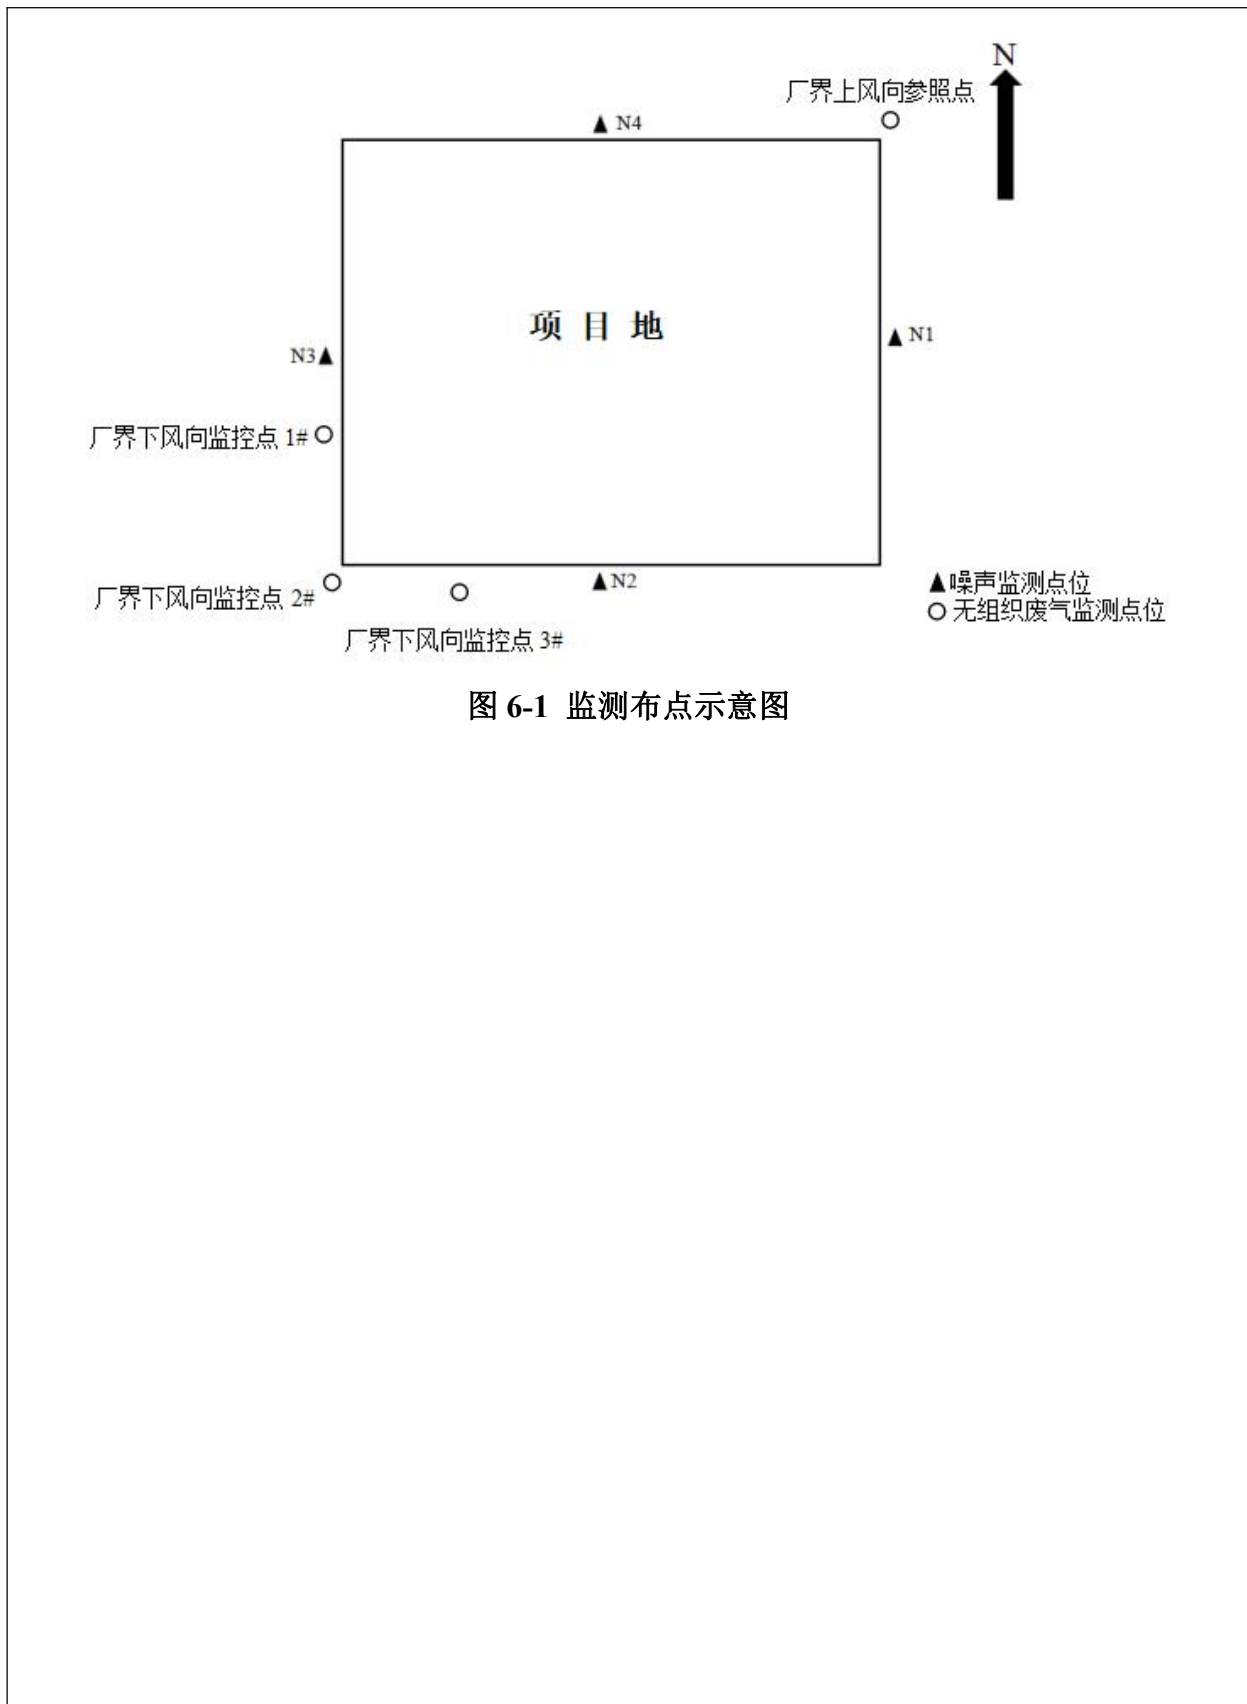 N
厂界上风向参照点
N4
项 目 地
N1
N3
厂界下风向监控点 1#
厂界下风向监控点 2#
N2
厂界下风向监控点 3#
噪声监测点位
无组织废气监测点位
图 6-1 监测布点示意图